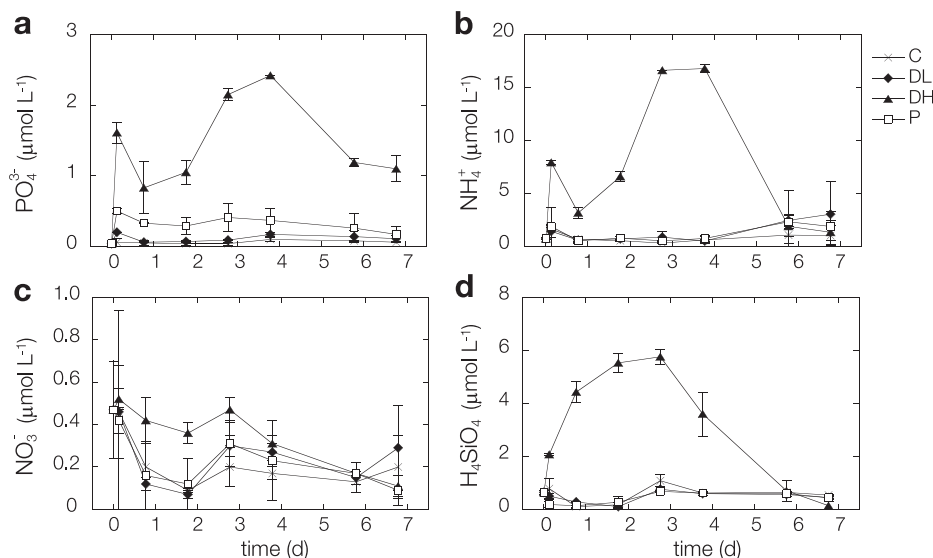 a
b
3
2
1
0
PO₄³⁻ (μmol L⁻¹)
0 1 2 3 4 5 6 7
20
15
10
5
0
NH₄⁺ (μmol L⁻¹)
0 1 2 3 4 5 6 7
C
DL
DH
P
c
d
1.0
0.8
0.6
0.4
0.2
0
NO₃⁻ (μmol L⁻¹)
0 1 2 3 4 5 6 7
time (d)
8
6
4
2
0
H₄SiO₄ (μmol L⁻¹)
0 1 2 3 4 5 6 7
time (d)